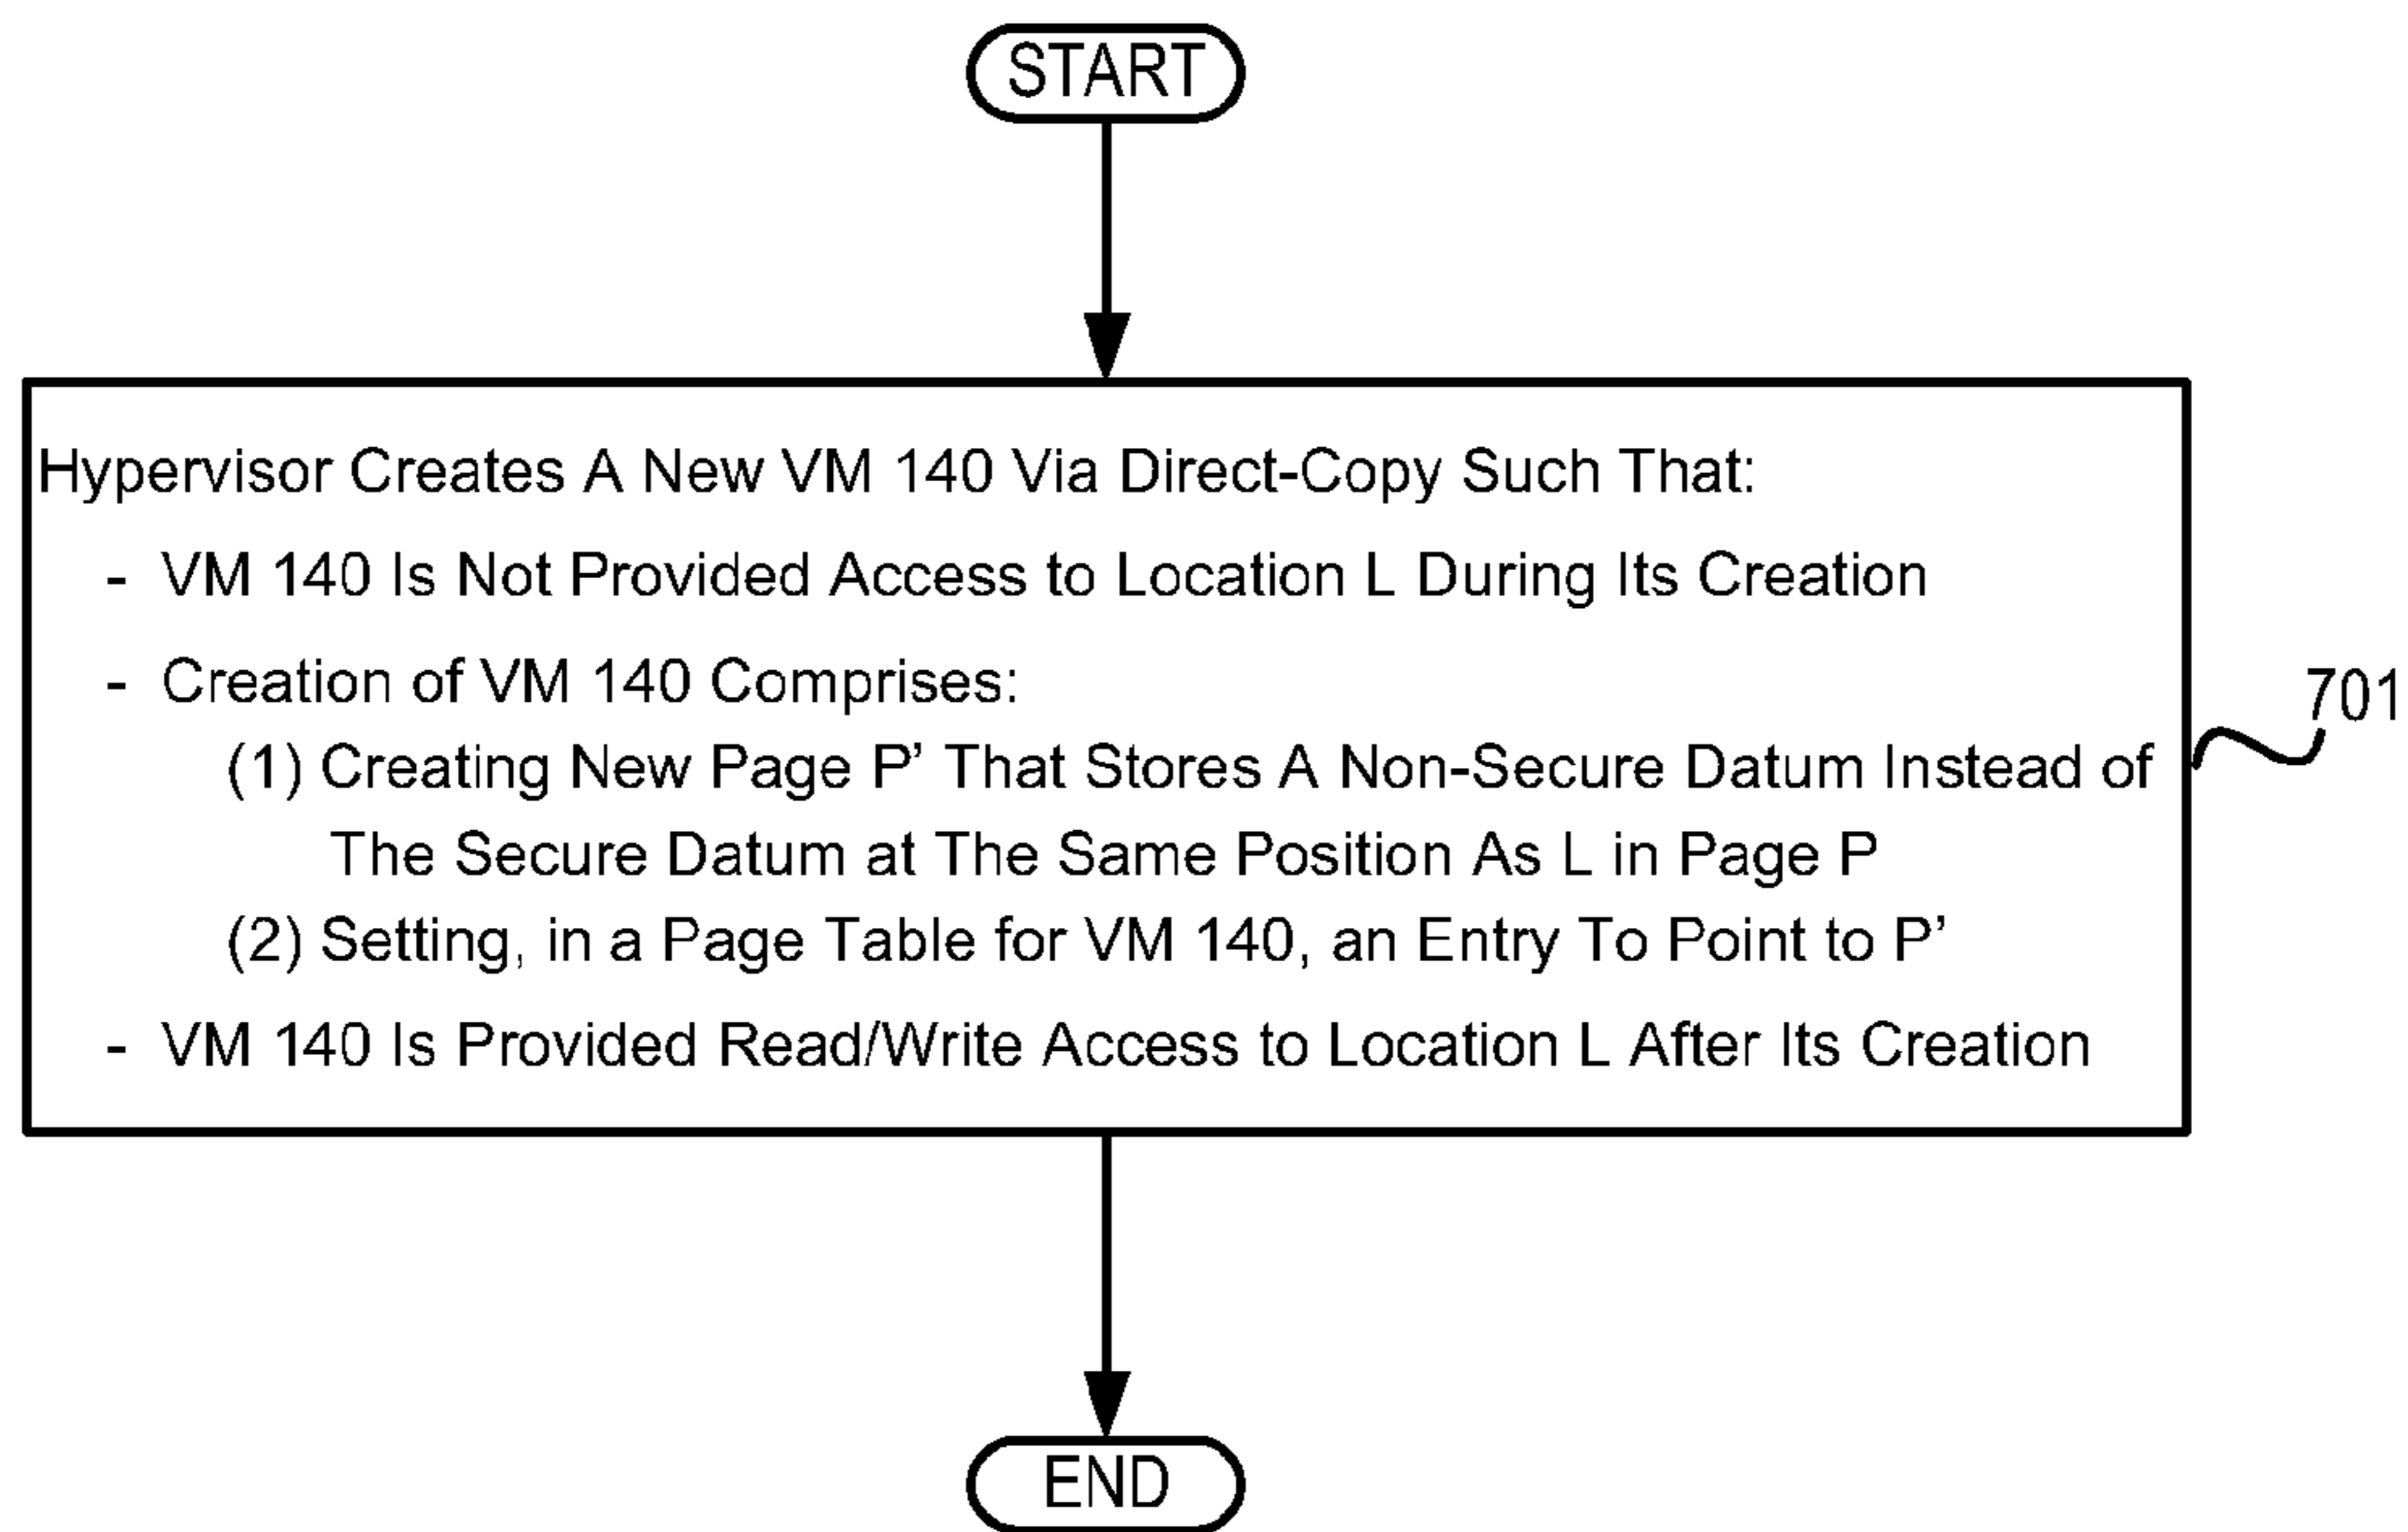 START
Hypervisor Creates A New VM 140 Via Direct-Copy Such That:
- VM 140 Is Not Provided Access to Location L During Its Creation
- Creation of VM 140 Comprises:
(1) Creating New Page P’ That Stores A Non-Secure Datum Instead of
The Secure Datum at The Same Position As L in Page P
(2) Setting, in a Page Table for VM 140, an Entry To Point to P’
- VM 140 Is Provided Read/Write Access to Location L After Its Creation
701
END